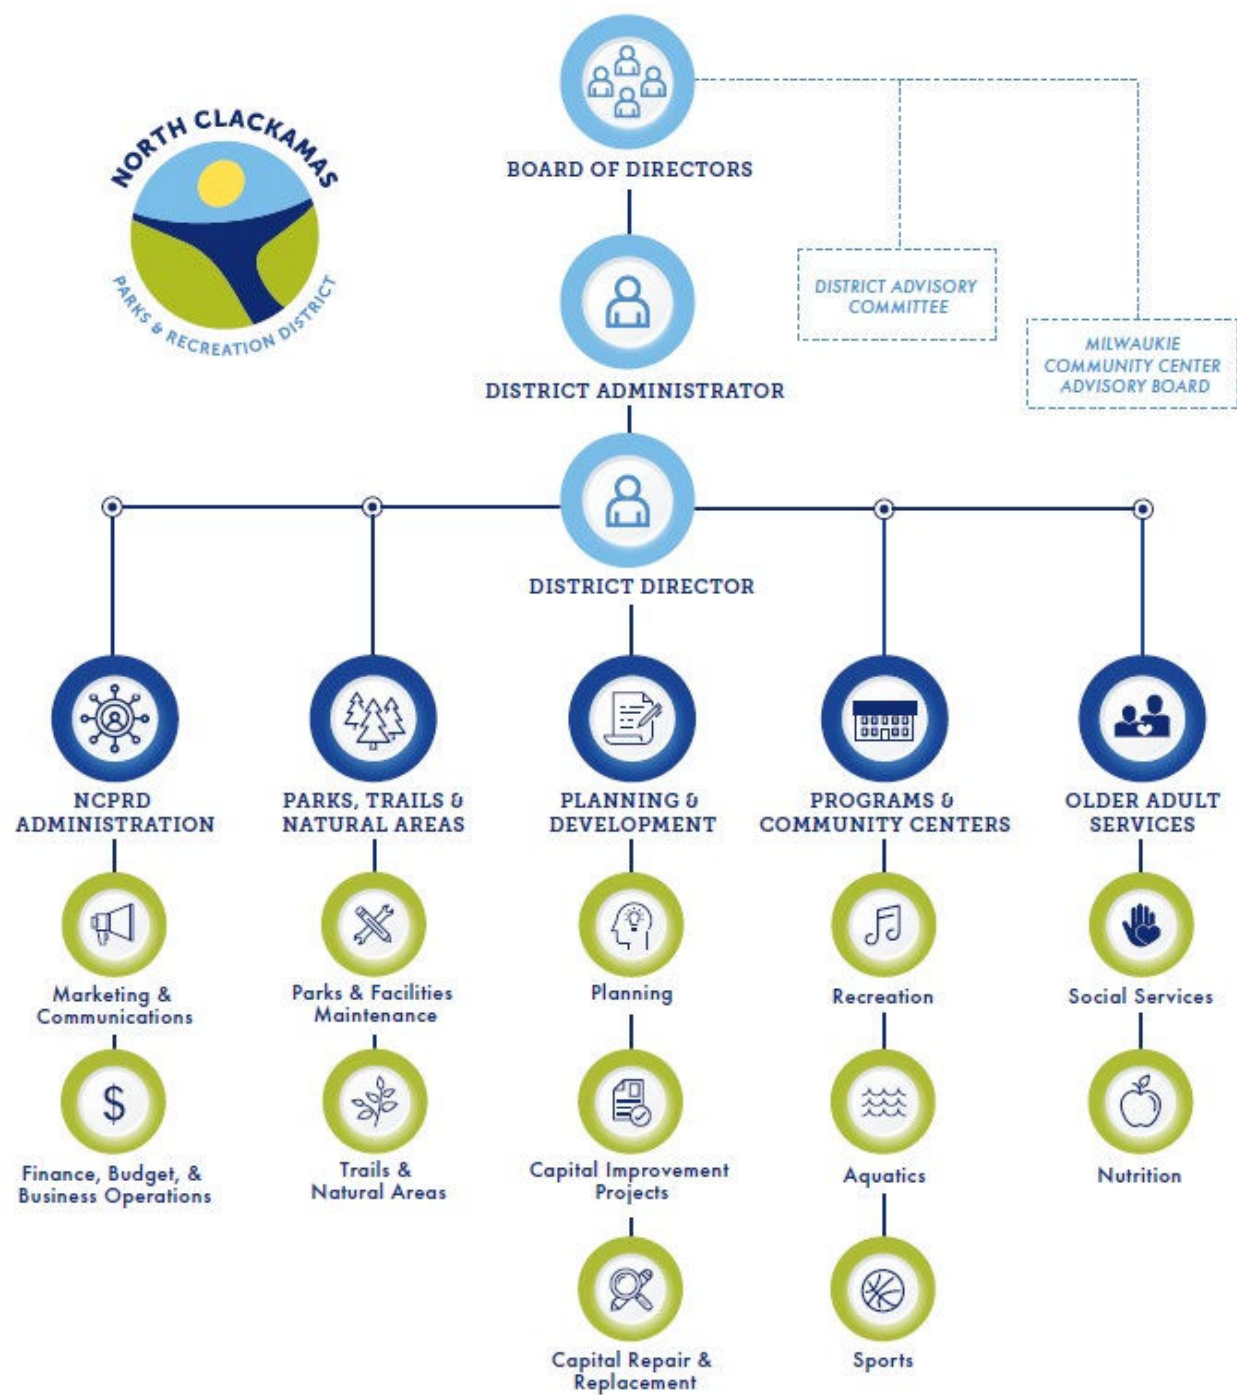 NORTH CLACKAMAS
PARKS & RECREATION DISTRICT
BOARD OF DIRECTORS
DISTRICT ADVISORY
COMMITTEE
MILWAUKIE
COMMUNITY CENTER
ADVISORY BOARD
DISTRICT ADMINISTRATOR
DISTRICT DIRECTOR
NCPRD
ADMINISTRATION
Marketing &
Communications
$
Finance, Budget, &
Business Operations
PARKS, TRAILS &
NATURAL AREAS
Parks & Facilities
Maintenance
Trails &
Natural Areas
PLANNING &
DEVELOPMENT
Planning
Capital Improvement
Projects
Capital Repair &
Replacement
PROGRAMS &
COMMUNITY CENTERS
Recreation
Aquatics
Sports
OLDER ADULT
SERVICES
Social Services
Nutrition